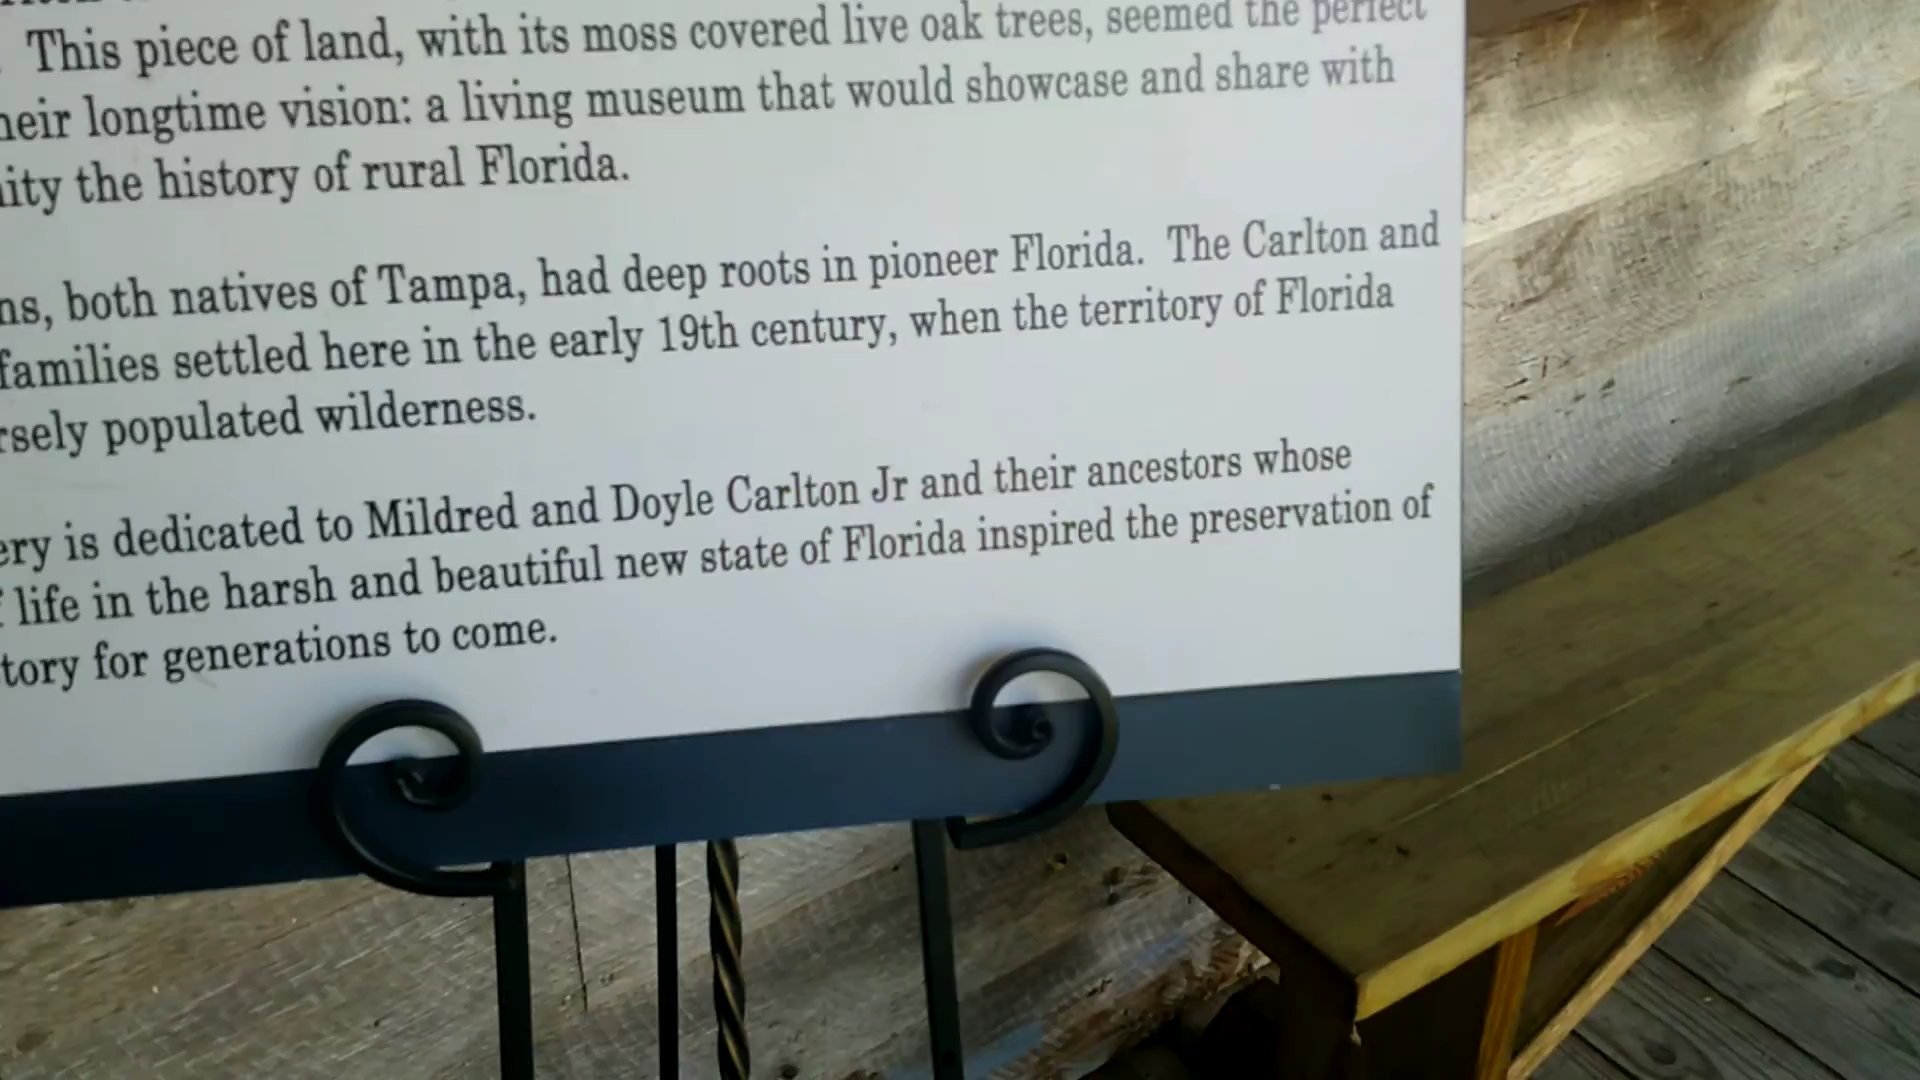 This piece of land, with its moss covered live oak trees, seemed the perfect
heir longtime vision: a living museum that would showcase and share with
ity the history of rural Florida.
ns, both natives of Tampa, had deep roots in pioneer Florida. The Carlton and
families settled here in the early 19th century, when the territory of Florida
rsely populated wilderness.
ery is dedicated to Mildred and Doyle Carlton Jr and their ancestors whose
life in the harsh and beautiful new state of Florida inspired the preservation of
tory for generations to come.